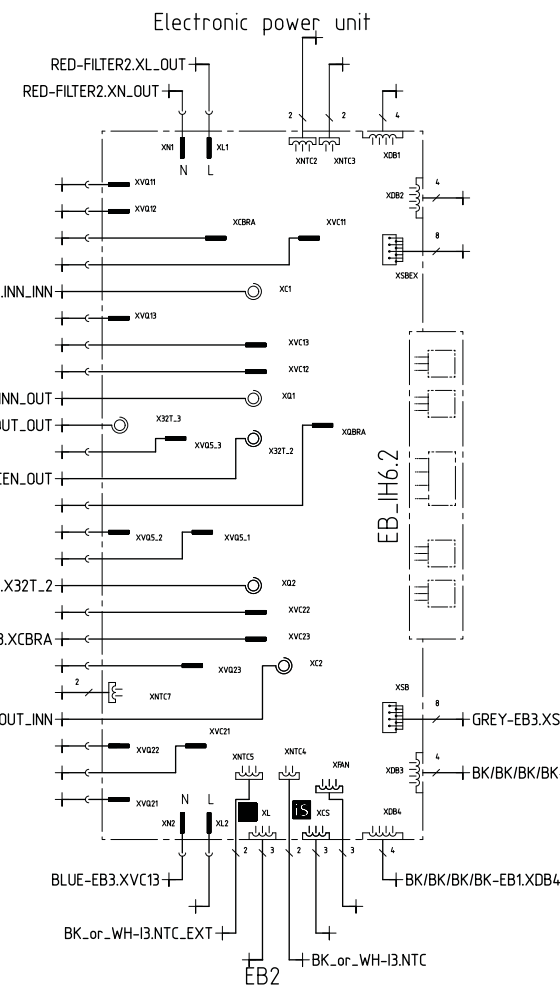 Electronic power unit
RED-FILTER2.XL_OUT
RED-FILTER2.XN_OUT
2 2 4
XN1 XL1 XNTC2 XNTC3 XDB1
N L
XVQ11 XDB2 4
XVQ12
XCBRA XVC11 8
XSBEX
.INN_INN XC1
XVQ13
XVC13
XVC12
INN_OUT XQ1
OUT_OUT X32T_3
XVQ5_3 XQBRA
CEN_OUT X32T_2
EB_IH6.2
XVQ5_2 XVQ5_1
.X32T_2 XQ2
XVC22
3.XCBRA XVC23
XVQ23 XC2
2 XNTC7 XSB 8
OUT_INN GREY-EB3.XS
XVC21
XVQ22 XNTC5 XNTC4 XFAN XDB3 4
BK/BK/BK/BK-
XVQ21
N L iS
XN2 XL2 XL XCS XDB4
2 3 2 3 3 4
BLUE-EB3.XVC13 BK/BK/BK/BK-EB1.XDB4
BK_or_WH-I3.NTC_EXT
BK_or_WH-I3.NTC
EB2